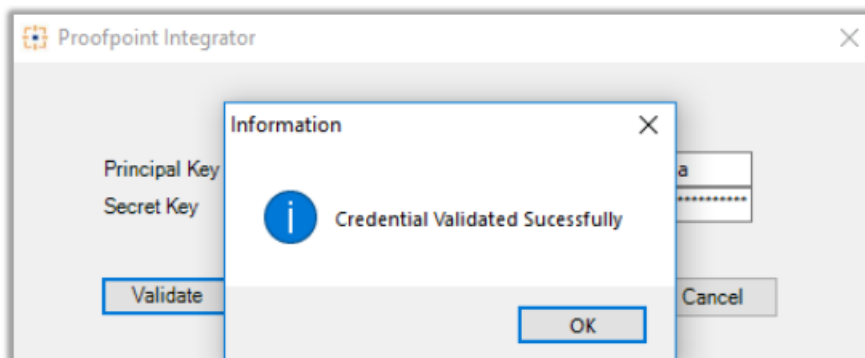 Proofpoint Integrator
Information
Principal Key
a
Secret Key
**********
Credential Validated Sucessfully
Validate
Cancel
OK